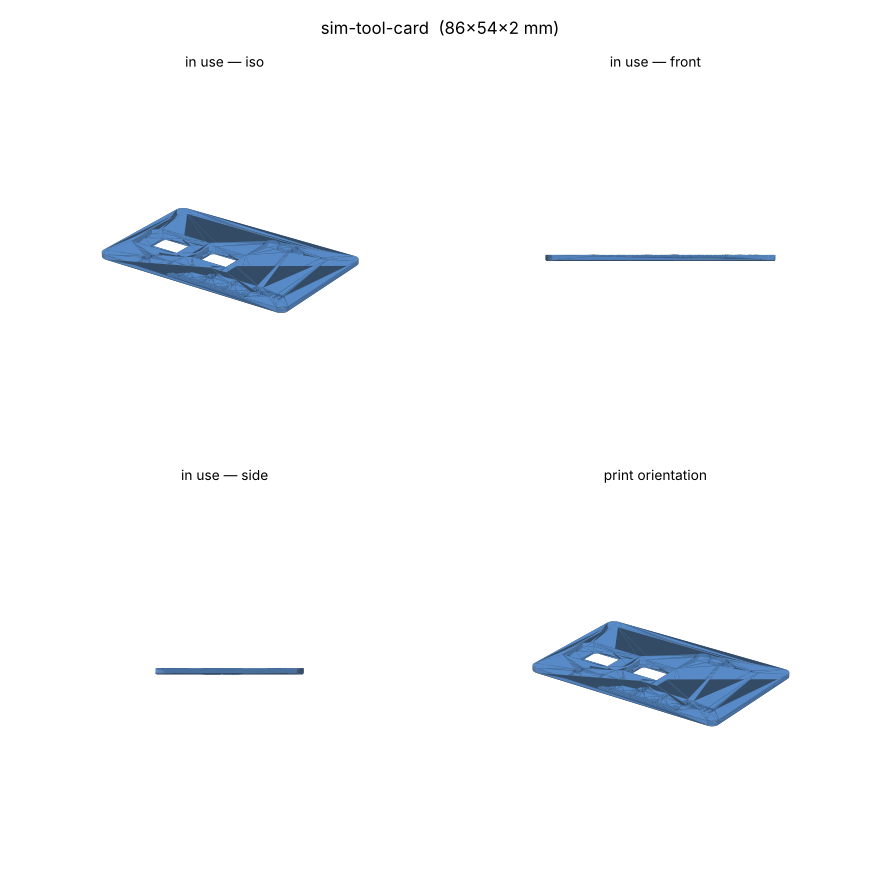 sim-tool-card (86×54×2 mm)
in use — iso
in use — front
in use — side
print orientation